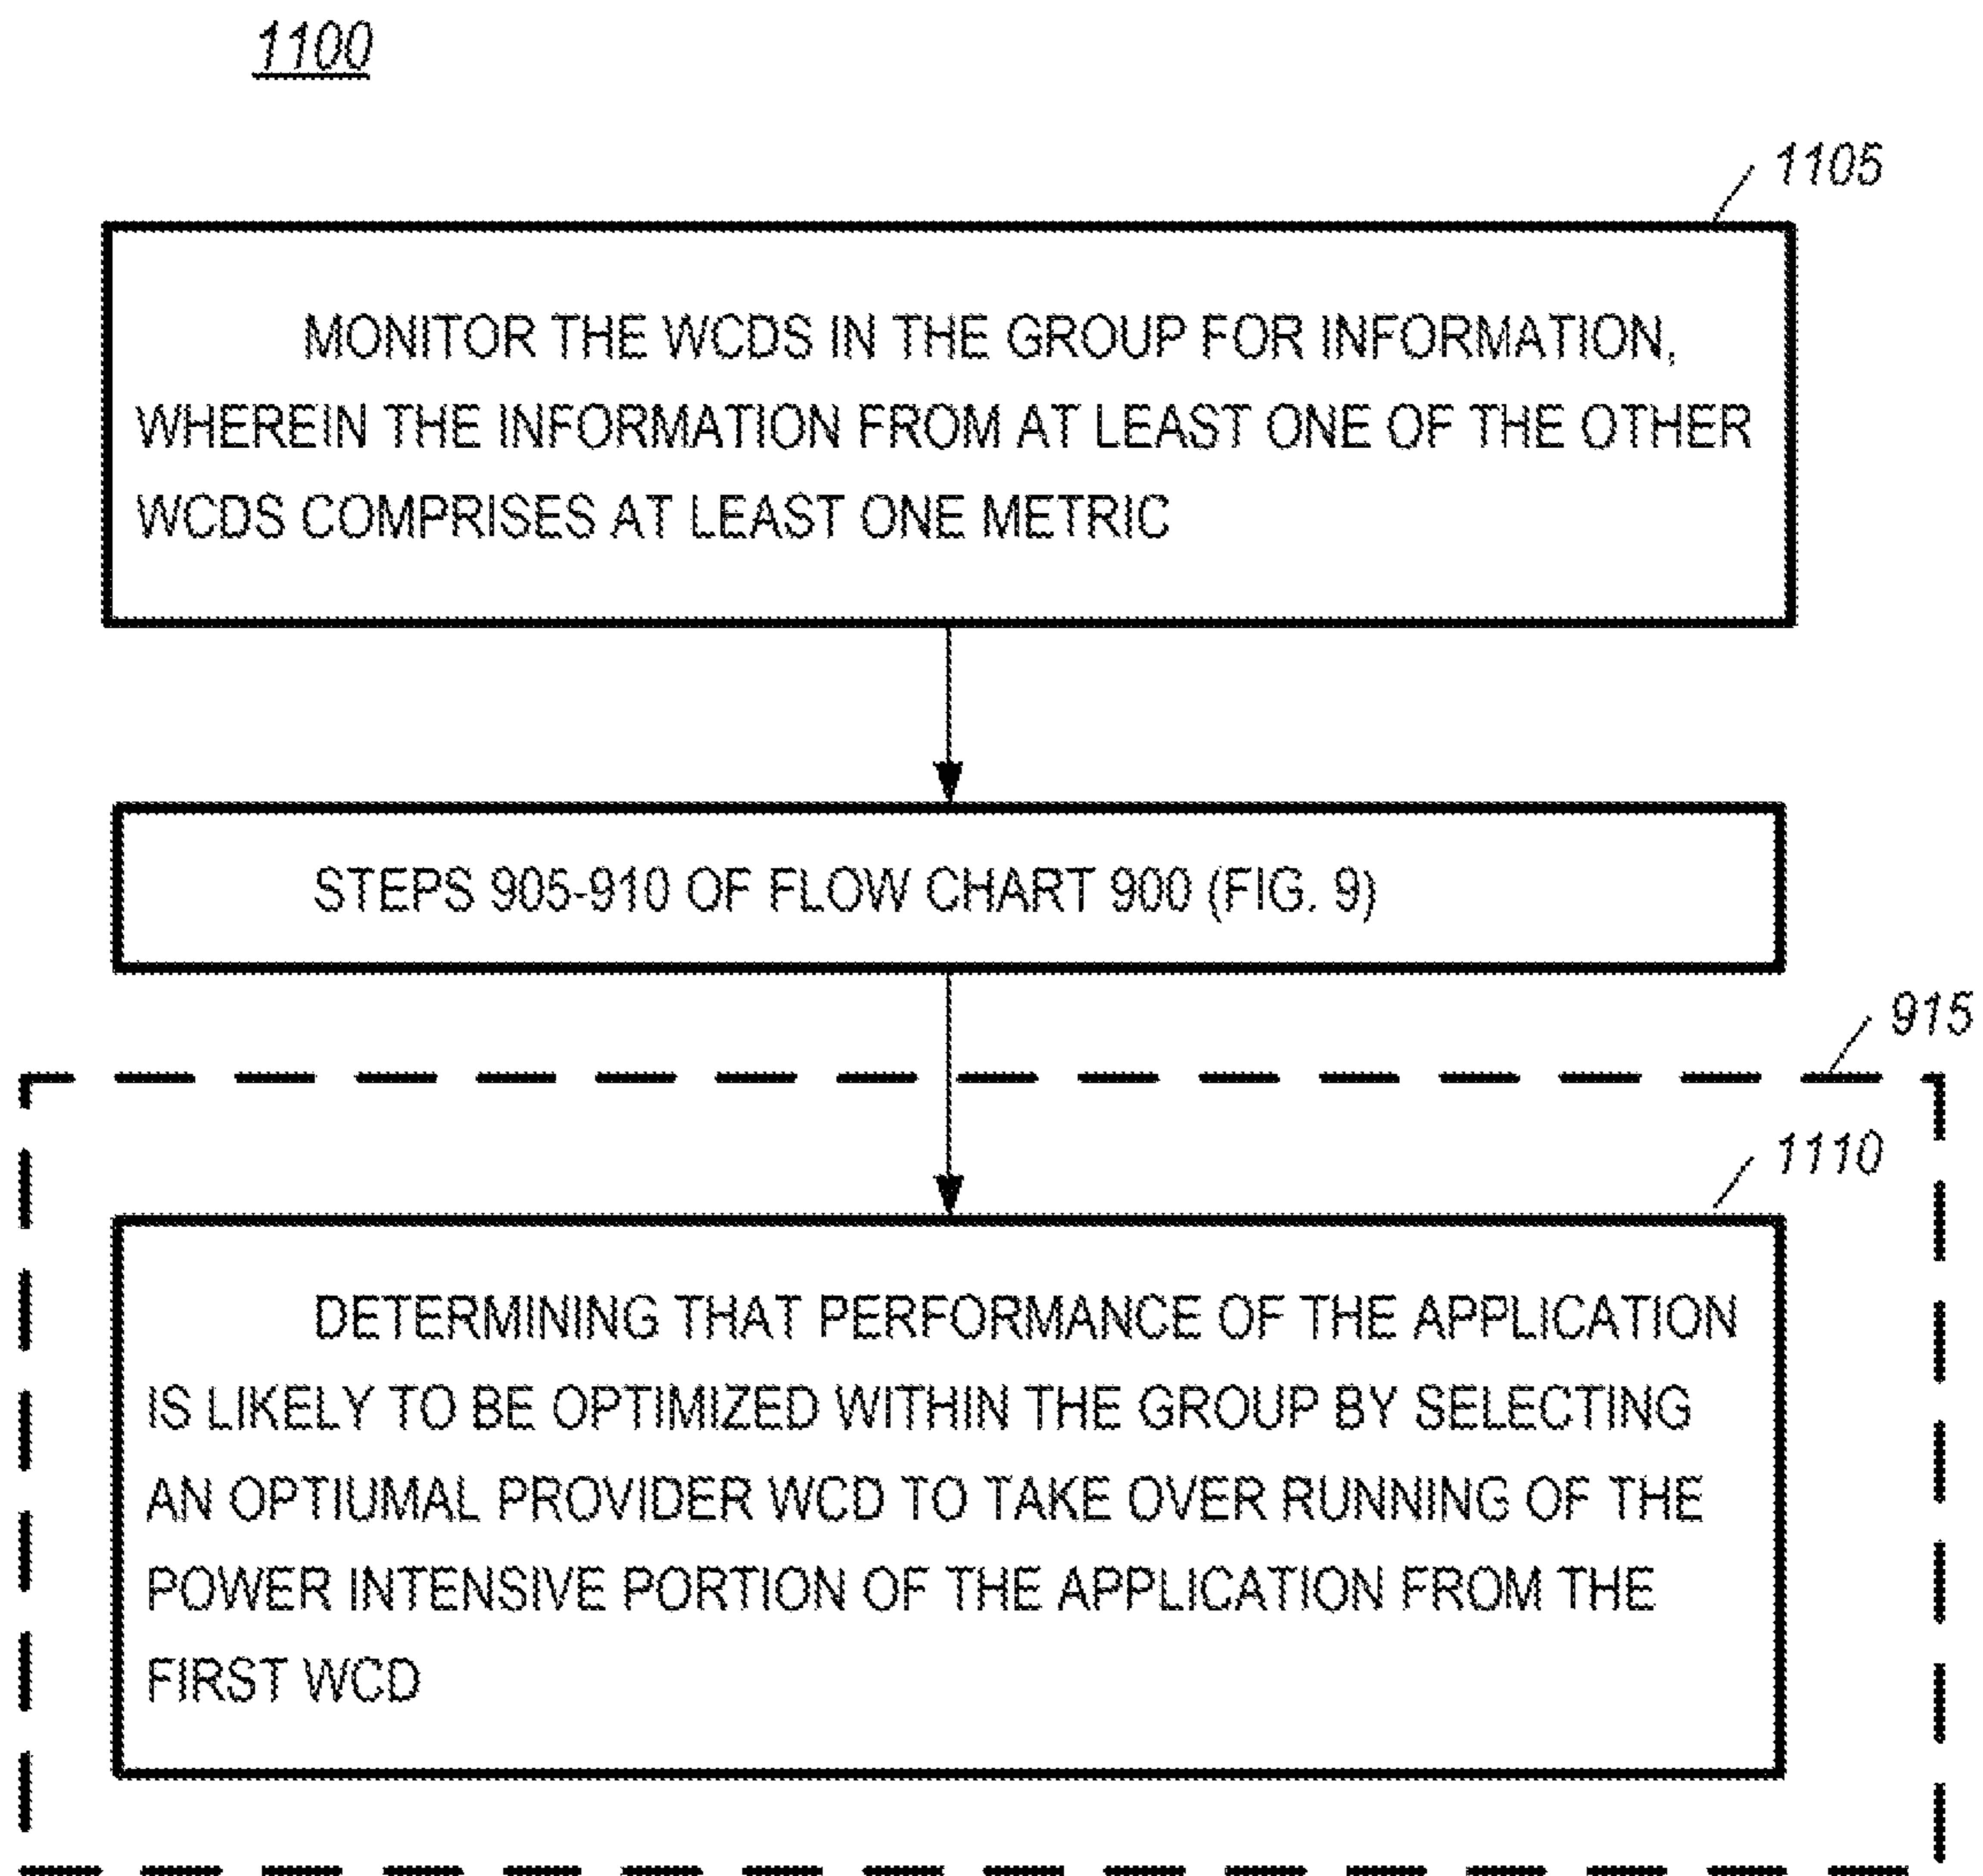 1100
1105
MONITOR THE WCDS IN THE GROUP FOR INFORMATION,
WHEREIN THE INFORMATION FROM AT LEAST ONE OF THE OTHER
WCDS COMPRISES AT LEAST ONE METRIC
STEPS 905-910 OF FLOW CHART 900 (FIG. 9)
915
1110
DETERMINING THAT PERFORMANCE OF THE APPLICATION
IS LIKELY TO BE OPTIMIZED WITHIN THE GROUP BY SELECTING
AN OPTIUMAL PROVIDER WCD TO TAKE OVER RUNNING OF THE
POWER INTENSIVE PORTION OF THE APPLICATION FROM THE
FIRST WCD